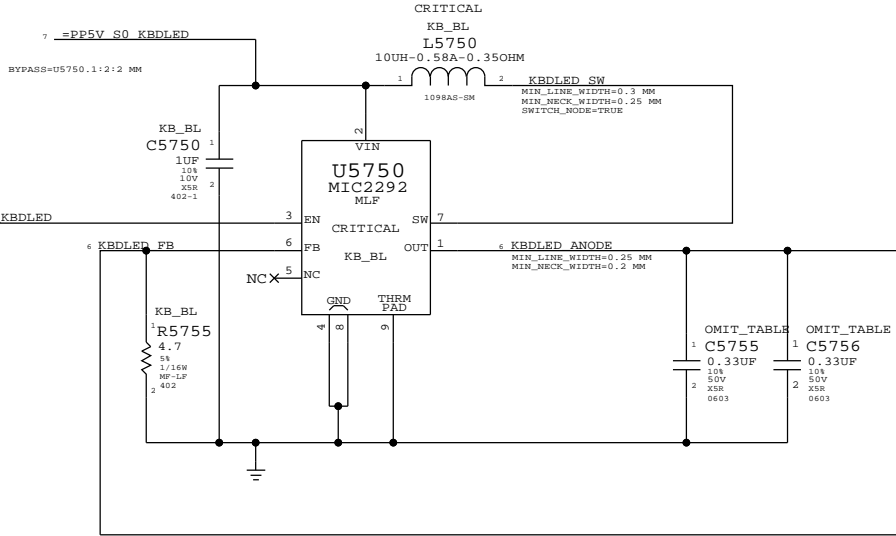 CRITICAL
KB_BL
L5750
10UH-0.58A-0.35OHM
7 =PP5V_S0_KBDLED
BYPASS=U5750.1:2:2 MM
1 2
1098AS-SM
KBDLED_SW
MIN_LINE_WIDTH=0.3 MM
MIN_NECK_WIDTH=0.25 MM
SWITCH_NODE=TRUE
KB_BL
C5750
1UF
10%
10V
X5R
402-1
1
2
2
VIN
U5750
MIC2292
MLF
KBDLED
3 EN
SW 7
CRITICAL
6 KBDLED_FB
6 FB
OUT 1
KB_BL
NC 5 NC
6 KBDLED_ANODE
MIN_LINE_WIDTH=0.25 MM
MIN_NECK_WIDTH=0.2 MM
GND
THRM
PAD
4 8 9
KB_BL
R5755
4.7
5%
1/16W
MF-LF
402
1
2
OMIT_TABLE
C5755
0.33UF
10%
50V
X5R
0603
1
2
OMIT_TABLE
C5756
0.33UF
10%
50V
X5R
0603
1
2